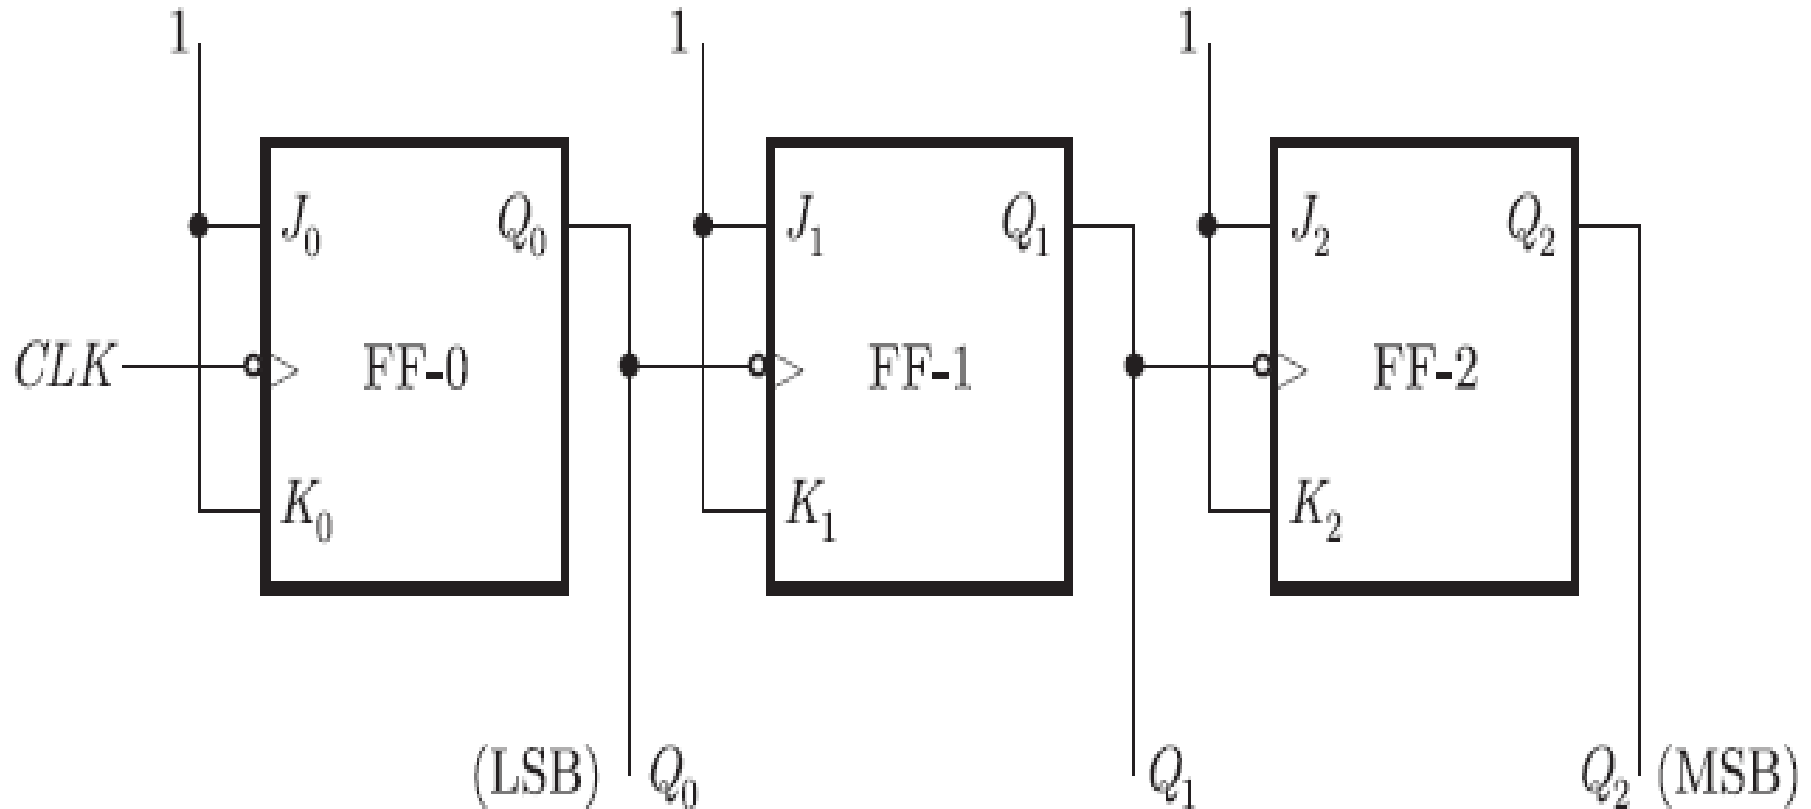 1 1 1
J₀ Q₀ J₁ Q₁ J₂ Q₂
CLK FF-0 FF-1 FF-2
K₀ K₁ K₂
(LSB) Q₀ Q₁ Q₂ (MSB)